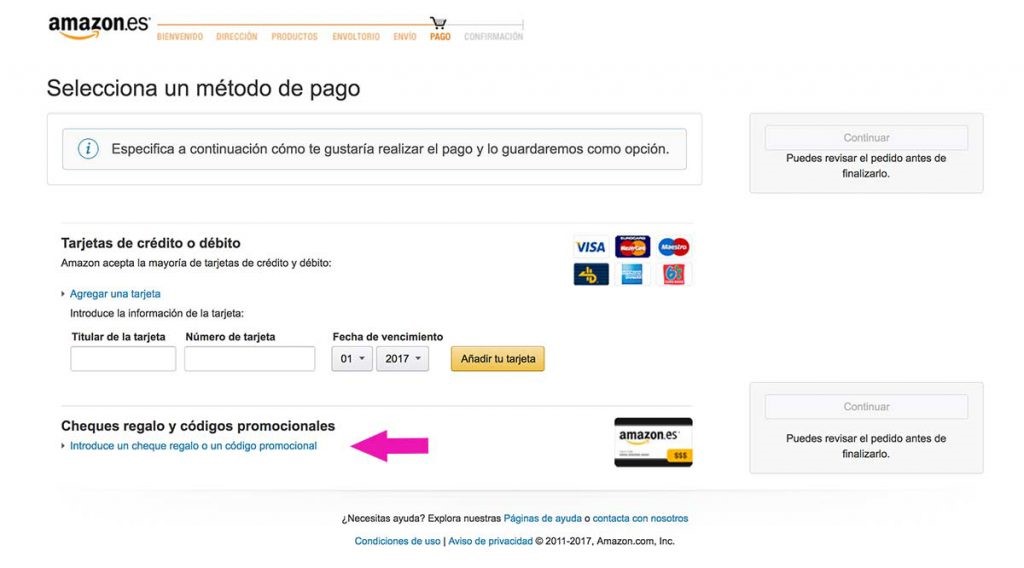 amazon.es
BIENVENIDO DIRECCIÓN PRODUCTOS ENVOLTORIO ENVÍO PAGO CONFIRMACIÓN
Selecciona un método de pago
Especifica a continuación cómo te gustaría realizar el pago y lo guardaremos como opción.
Continuar
Puedes revisar el pedido antes de
finalizarlo.
Tarjetas de crédito o débito
Amazon acepta la mayoría de tarjetas de crédito y débito:
VISA EUROCARD MasterCard Maestro
Agregar una tarjeta
Introduce la información de la tarjeta:
Titular de la tarjeta Número de tarjeta Fecha de vencimiento
01 2017 Añadir tu tarjeta
Cheques regalo y códigos promocionales
Introduce un cheque regalo o un código promocional
amazon.es
$$$
Continuar
Puedes revisar el pedido antes de
finalizarlo.
¿Necesitas ayuda? Explora nuestras Páginas de ayuda o contacta con nosotros
Condiciones de uso | Aviso de privacidad © 2011-2017, Amazon.com, Inc.